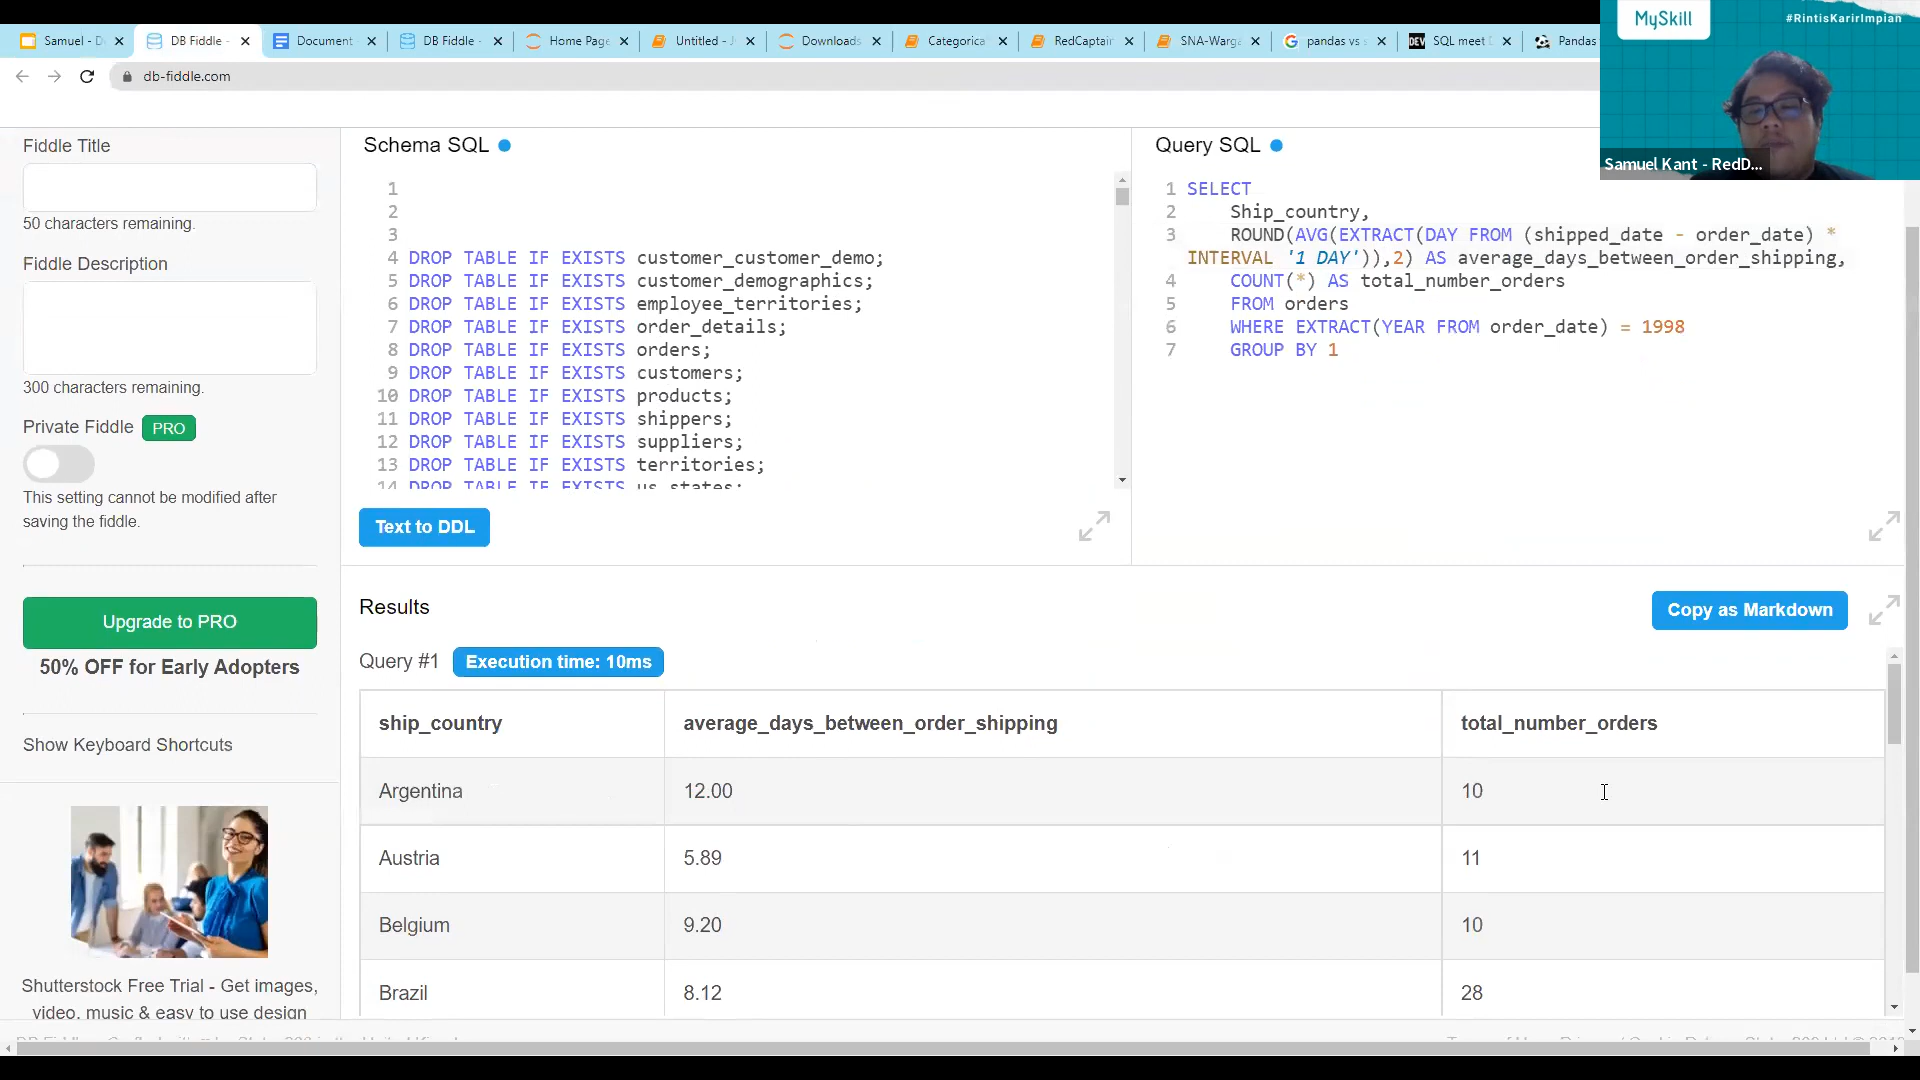 Samuel - D
DB Fiddle -
Document
DB Fiddle -
Home Page
Untitled - J
Downloads
Categorica
RedCaptain
SNA-Warga
pandas vs s
DEV
SQL meet D
Pandas
MySkill
#RintisKarirImpian
db-fiddle.com
Samuel Kant - RedD...
Fiddle Title
50 characters remaining.
Fiddle Description
300 characters remaining.
Private Fiddle PRO
This setting cannot be modified after
saving the fiddle.
Upgrade to PRO
50% OFF for Early Adopters
Show Keyboard Shortcuts
Shutterstock Free Trial - Get images,
video, music & easy to use design
Schema SQL
1
2
3
4 DROP TABLE IF EXISTS customer_customer_demo;
5 DROP TABLE IF EXISTS customer_demographics;
6 DROP TABLE IF EXISTS employee_territories;
7 DROP TABLE IF EXISTS order_details;
8 DROP TABLE IF EXISTS orders;
9 DROP TABLE IF EXISTS customers;
10 DROP TABLE IF EXISTS products;
11 DROP TABLE IF EXISTS shippers;
12 DROP TABLE IF EXISTS suppliers;
13 DROP TABLE IF EXISTS territories;
14 DROP TABLE IF EXISTS us_states;
Text to DDL
Query SQL
1 SELECT
2 Ship_country,
3 ROUND(AVG(EXTRACT(DAY FROM (shipped_date - order_date) *
INTERVAL '1 DAY')),2) AS average_days_between_order_shipping,
4 COUNT(*) AS total_number_orders
5 FROM orders
6 WHERE EXTRACT(YEAR FROM order_date) = 1998
7 GROUP BY 1
Results
Copy as Markdown
Query #1 Execution time: 10ms
ship_country average_days_between_order_shipping total_number_orders
Argentina 12.00 10
Austria 5.89 11
Belgium 9.20 10
Brazil 8.12 28